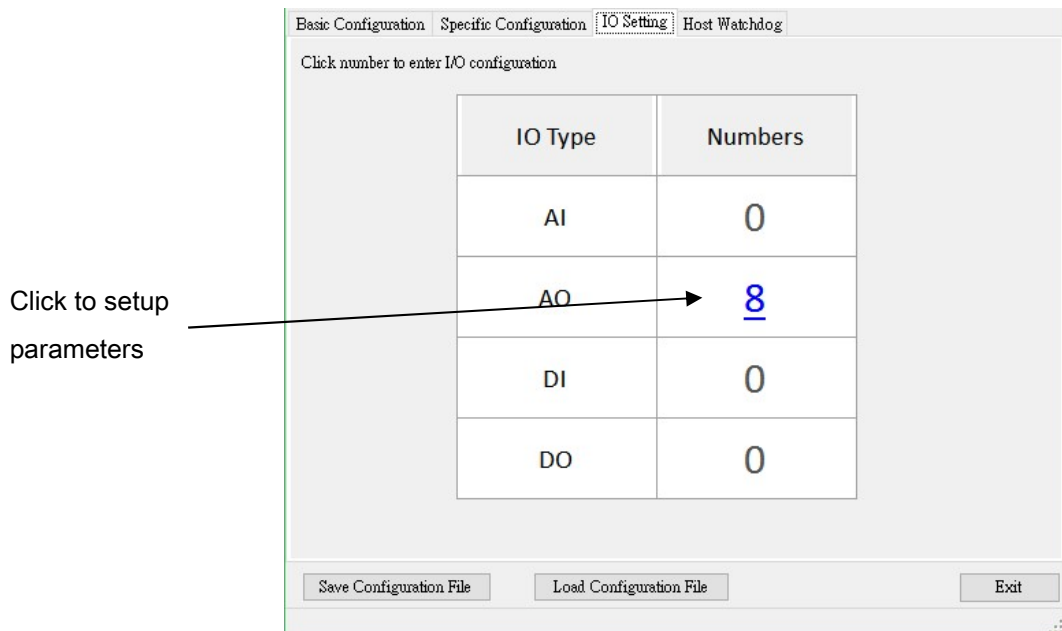 Basic Configuration Specific Configuration IO Setting Host Watchdog
Click number to enter I/O configuration
IO Type Numbers
AI 0
Click to setup
parameters
AO 8
DI 0
DO 0
Save Configuration File Load Configuration File Exit